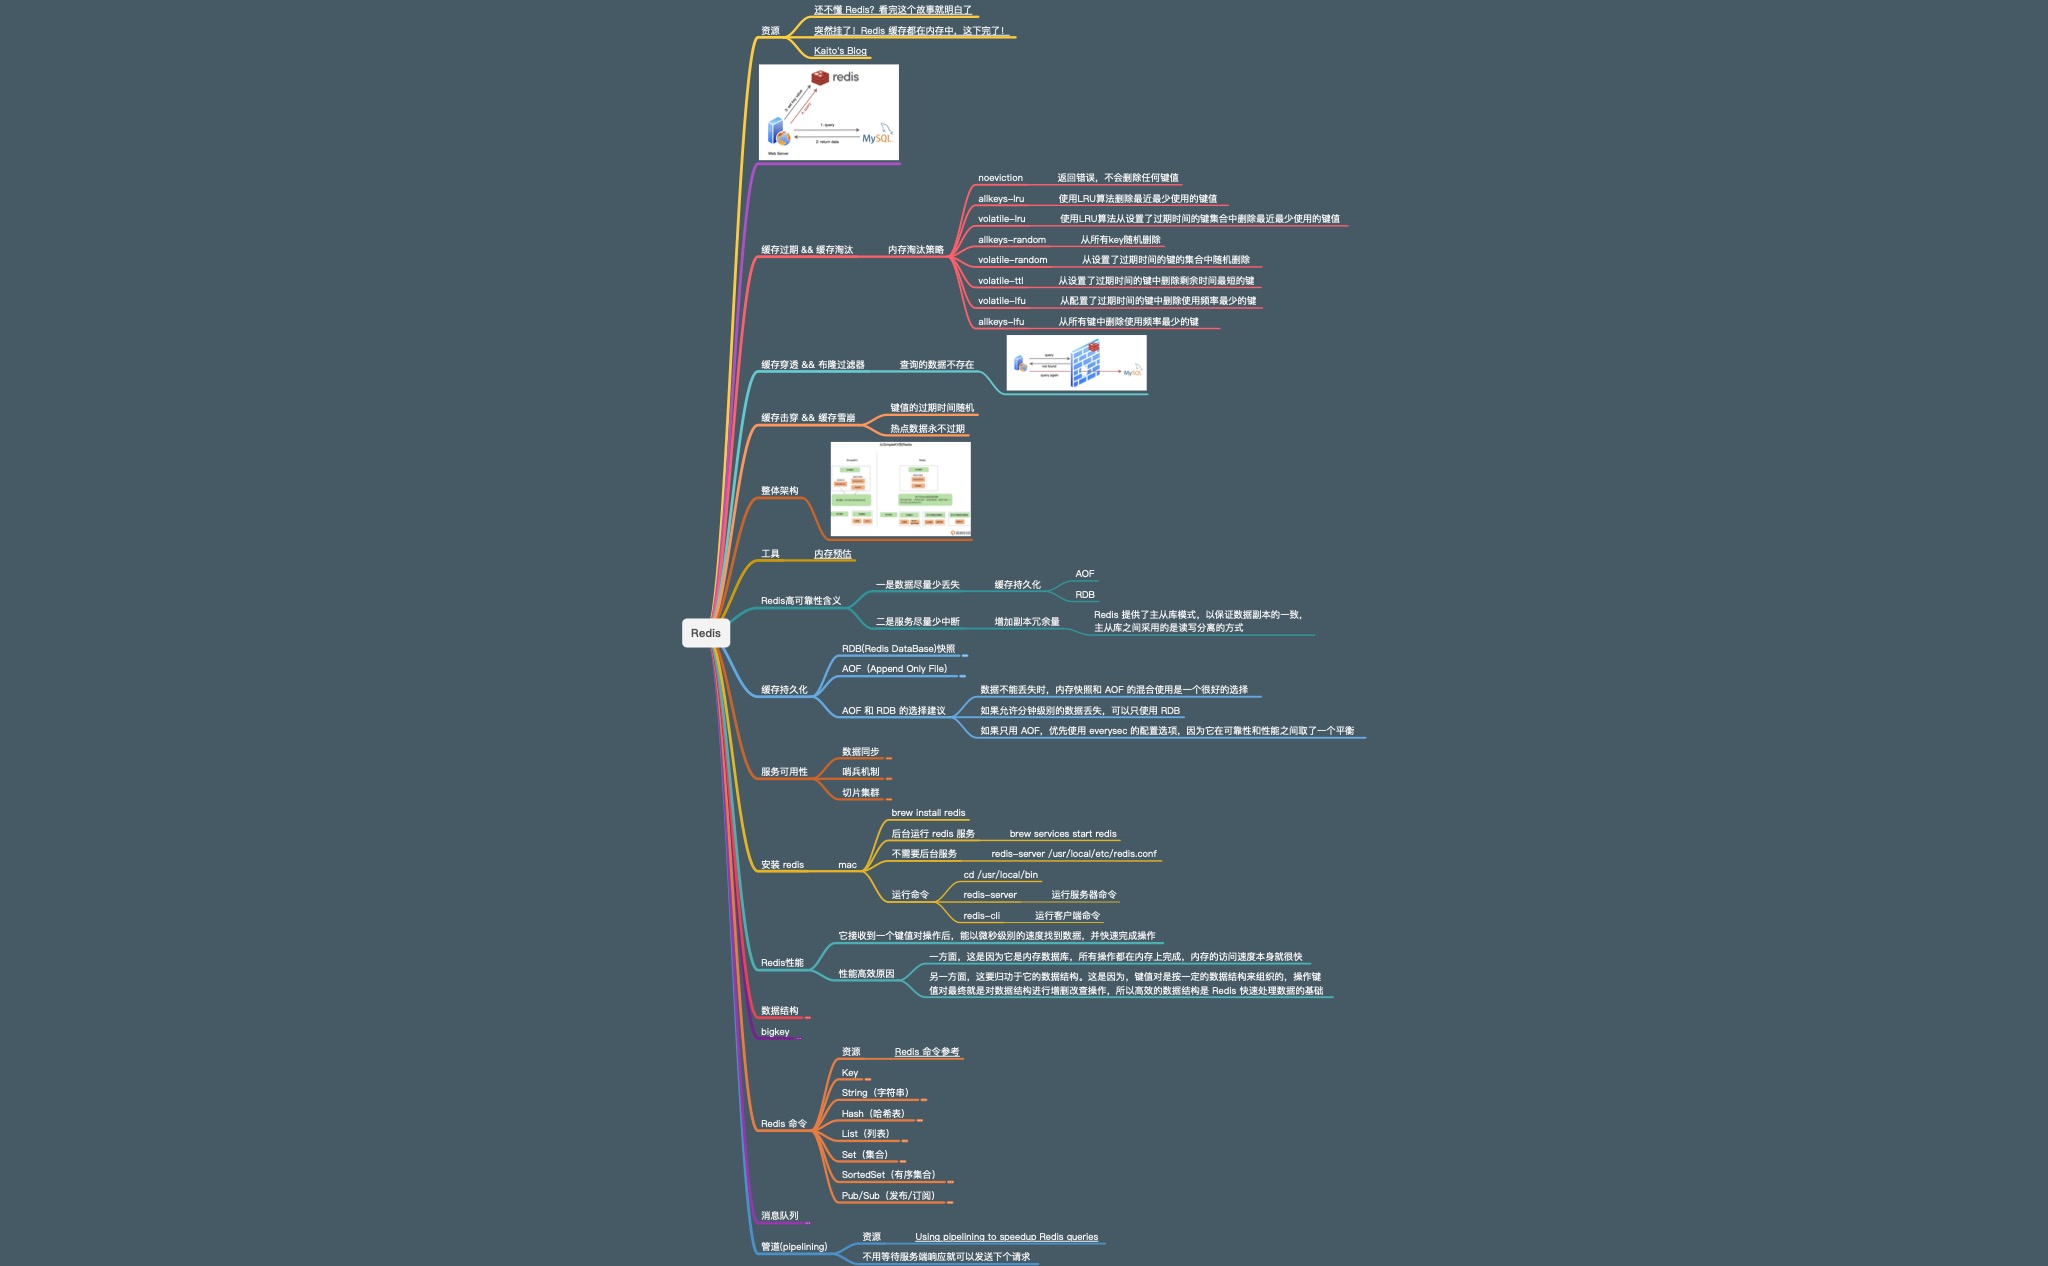 还不懂 Redis？看完这个故事就明白了
资源
突然挂了！Redis 缓存都在内存中，这下完了！
Kaito's Blog
redis
3: set key value
4: query
1: query
2: return data
MySQL
Web Server
noeviction
返回错误，不会删除任何键值
allkeys-lru
使用LRU算法删除最近最少使用的键值
volatile-lru
使用LRU算法从设置了过期时间的键集合中删除最近最少使用的键值
allkeys-random
从所有key随机删除
缓存过期 && 缓存淘汰
内存淘汰策略
volatile-random
从设置了过期时间的键的集合中随机删除
volatile-ttl
从设置了过期时间的键中删除剩余时间最短的键
volatile-lfu
从配置了过期时间的键中删除使用频率最少的键
allkeys-lfu
从所有键中删除使用频率最少的键
缓存穿透 && 布隆过滤器
查询的数据不存在
query
not found
query again
MySQL
键值的过期时间随机
缓存击穿 && 缓存雪崩
热点数据永不过期
整体架构
工具
内存预估
AOF
一是数据尽量少丢失
缓存持久化
RDB
Redis高可靠性含义
二是服务尽量少中断
增加副本冗余量
Redis 提供了主从库模式，以保证数据副本的一致，
主从库之间采用的是读写分离的方式
Redis
RDB(Redis DataBase)快照
AOF（Append Only File）
缓存持久化
数据不能丢失时，内存快照和 AOF 的混合使用是一个很好的选择
AOF 和 RDB 的选择建议
如果允许分钟级别的数据丢失，可以只使用 RDB
如果只用 AOF，优先使用 everysec 的配置选项，因为它在可靠性和性能之间取了一个平衡
数据同步
服务可用性
哨兵机制
切片集群
brew install redis
后台运行 redis 服务
brew services start redis
不需要后台服务
redis-server /usr/local/etc/redis.conf
安装 redis
mac
cd /usr/local/bin
运行命令
redis-server
运行服务器命令
redis-cli
运行客户端命令
它接收到一个键值对操作后，能以微秒级别的速度找到数据，并快速完成操作
Redis性能
一方面，这是因为它是内存数据库，所有操作都在内存上完成，内存的访问速度本身就很快
性能高效原因
另一方面，这要归功于它的数据结构。这是因为，键值对是按一定的数据结构来组织的，操作键
值对最终就是对数据结构进行增删改查操作，所以高效的数据结构是 Redis 快速处理数据的基础
数据结构
bigkey
资源
Redis 命令参考
Key
String（字符串）
Hash（哈希表）
Redis 命令
List（列表）
Set（集合）
SortedSet（有序集合）
Pub/Sub（发布/订阅）
消息队列
资源
Using pipelining to speedup Redis queries
管道(pipelining)
不用等待服务端响应就可以发送下个请求